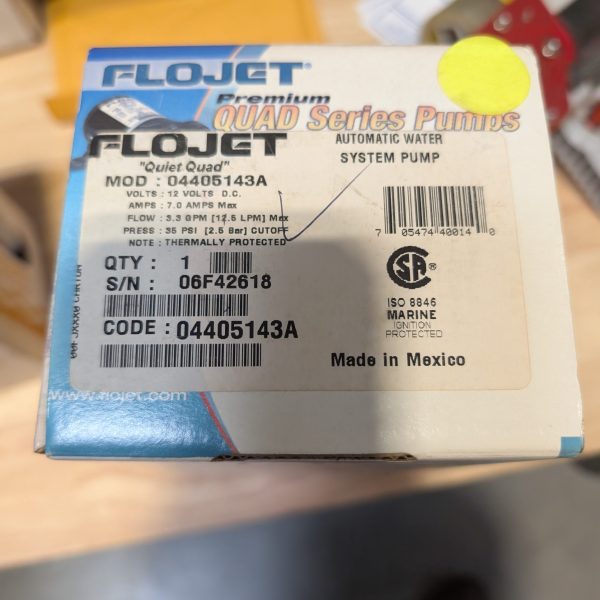 FLOJET®
Premium
QUAD Series Pumps
FLOJET
"Quiet Quad"
AUTOMATIC WATER
SYSTEM PUMP
MOD : 04405143A
VOLTS : 12 VOLTS D.C.
AMPS : 7.0 AMPS Max
FLOW : 3.3 GPM [12.5 LPM] Max
PRESS : 35 PSI [2.5 Bar] CUTOFF
NOTE : THERMALLY PROTECTED
7 05474 40014 0
QTY : 1
S/N : 06F42618
CODE : 04405143A
SA®
ISO 8846
MARINE
IGNITION
PROTECTED
Made in Mexico
www.flojet.com
CARTON